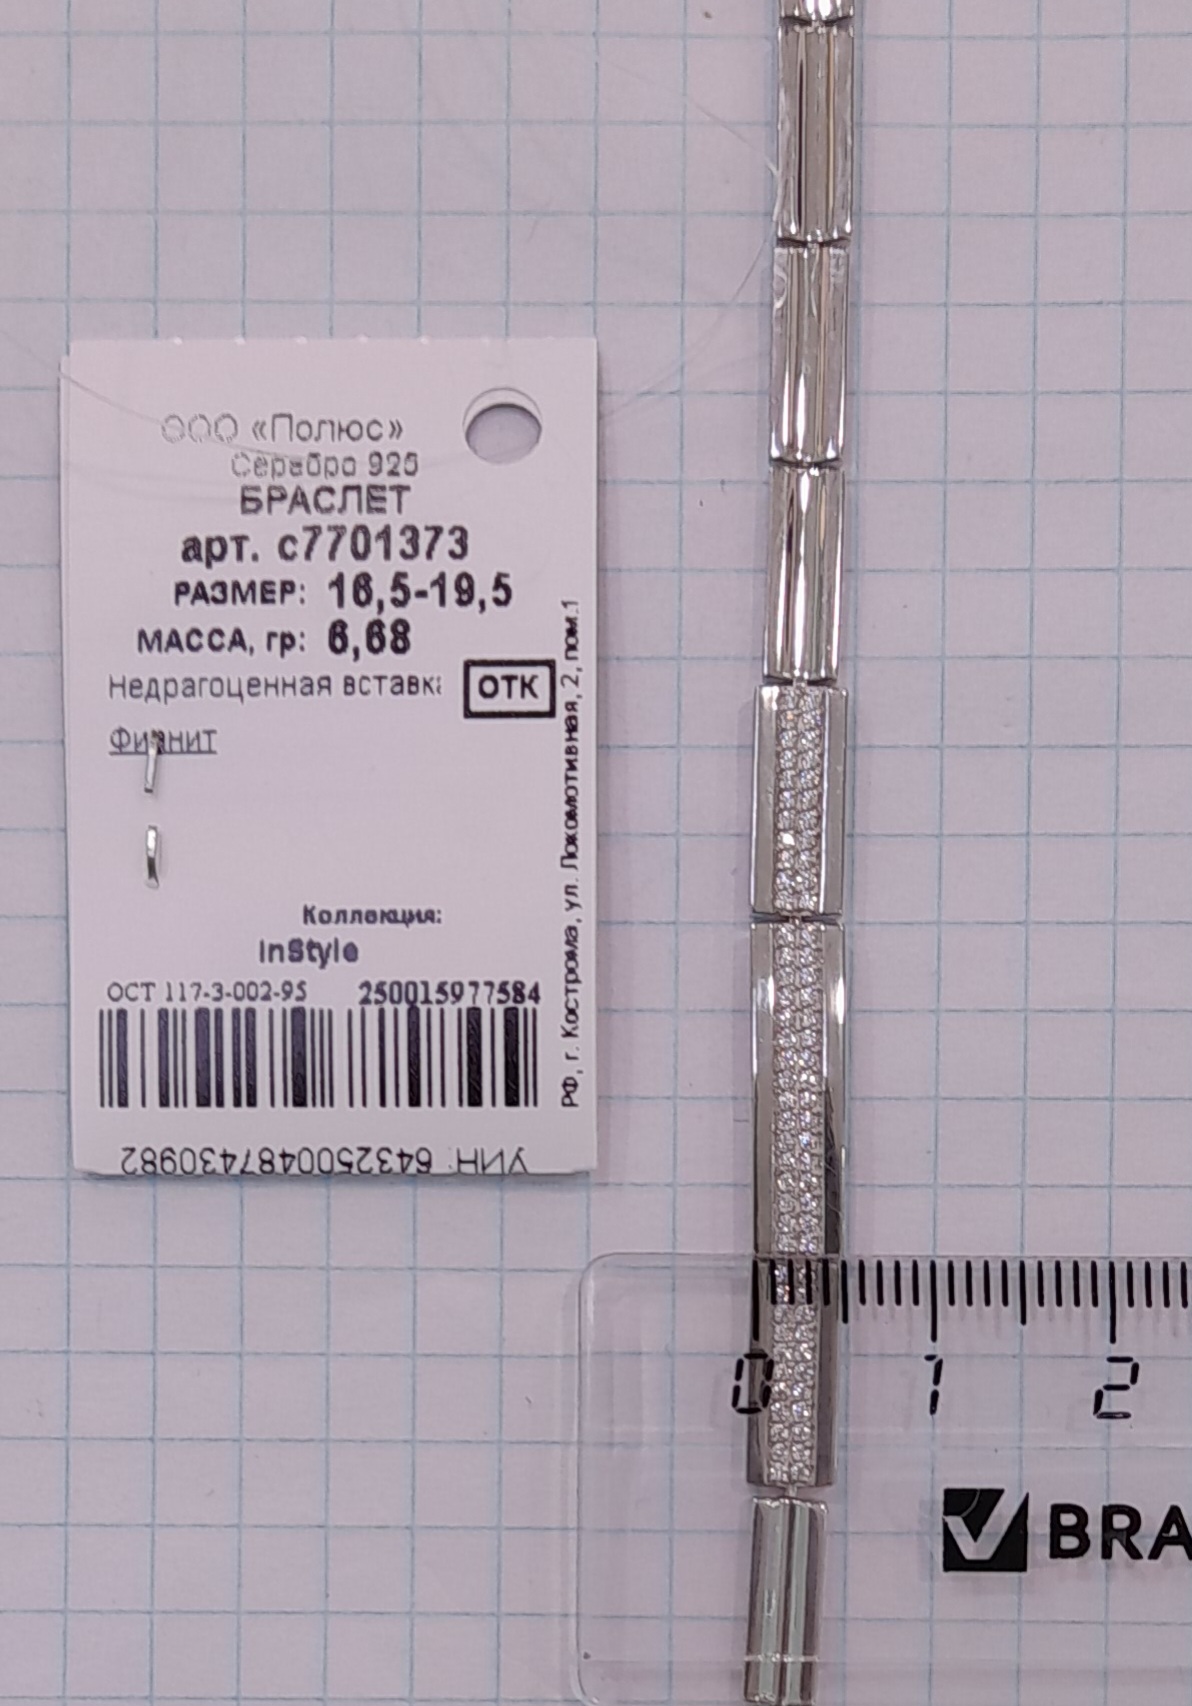 ООО «Полюс»
Серебро 925
БРАСЛЕТ
арт. с7701373
РАЗМЕР: 16,5-19,5
МАССА, гр: 6,68
Недрагоценная вставка
ОТК
Фианит
Коллекция:
InStyle
ОСТ 117-3-002-95 250015977584
УИН: 6432500487430982
РФ, г. Кострома, ул. Локомотивная, 2, пом.1
0 1 2
BRA